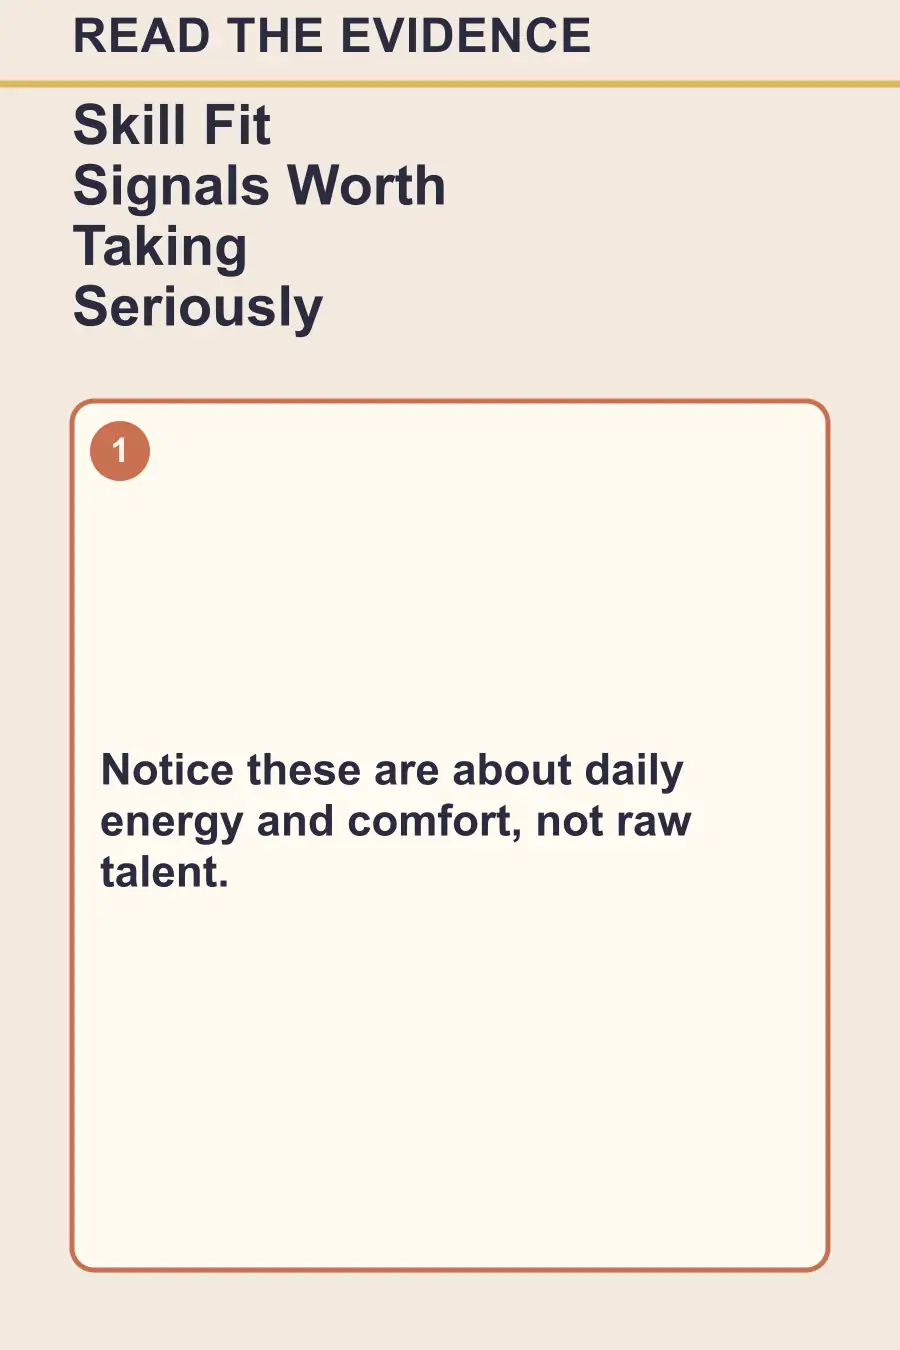 READ THE EVIDENCE
Skill Fit
Signals Worth
Taking
Seriously
1
Notice these are about daily
energy and comfort, not raw
talent.